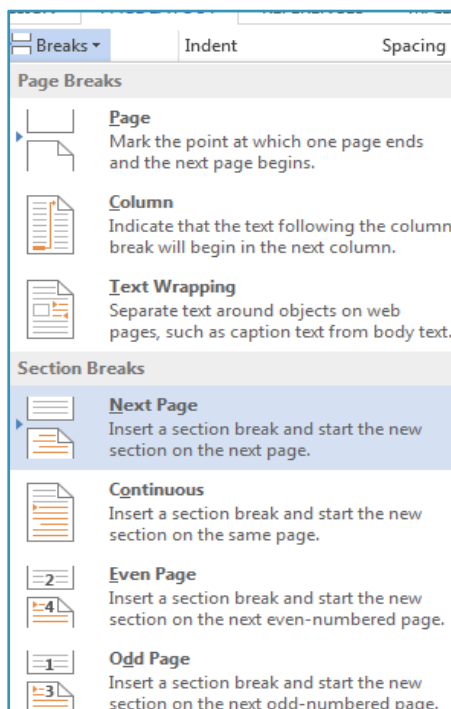 Breaks
Indent Spacing
Page Breaks
Page
Mark the point at which one page ends
and the next page begins.
Column
Indicate that the text following the column
break will begin in the next column.
Text Wrapping
Separate text around objects on web
pages, such as caption text from body text.
Section Breaks
Next Page
Insert a section break and start the new
section on the next page.
Continuous
Insert a section break and start the new
section on the same page.
2
4
Even Page
Insert a section break and start the new
section on the next even-numbered page.
1
3
Odd Page
Insert a section break and start the new
section on the next odd-numbered page.